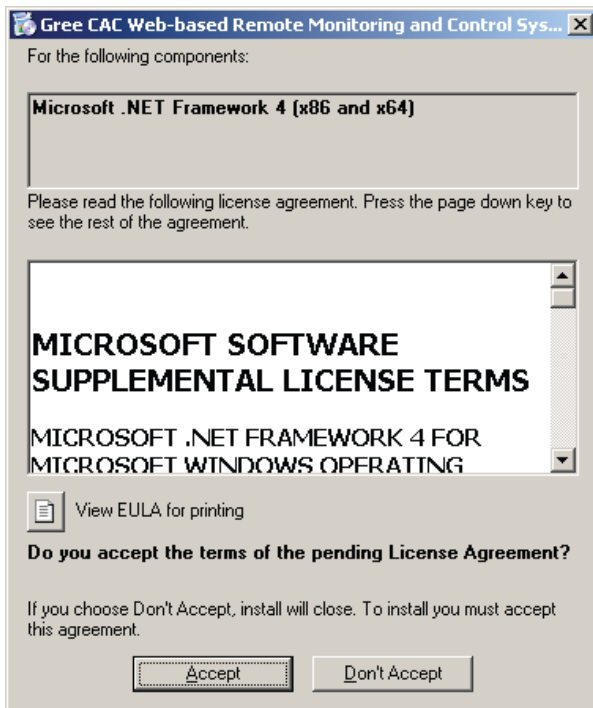 Gree CAC Web-based Remote Monitoring and Control Sys...
For the following components:
Microsoft .NET Framework 4 (x86 and x64)
Please read the following license agreement. Press the page down key to
see the rest of the agreement.
MICROSOFT SOFTWARE
SUPPLEMENTAL LICENSE TERMS
MICROSOFT .NET FRAMEWORK 4 FOR
MICROSOFT WINDOWS OPERATING
View EULA for printing
Do you accept the terms of the pending License Agreement?
If you choose Don't Accept, install will close. To install you must accept
this agreement.
Accept
Don't Accept